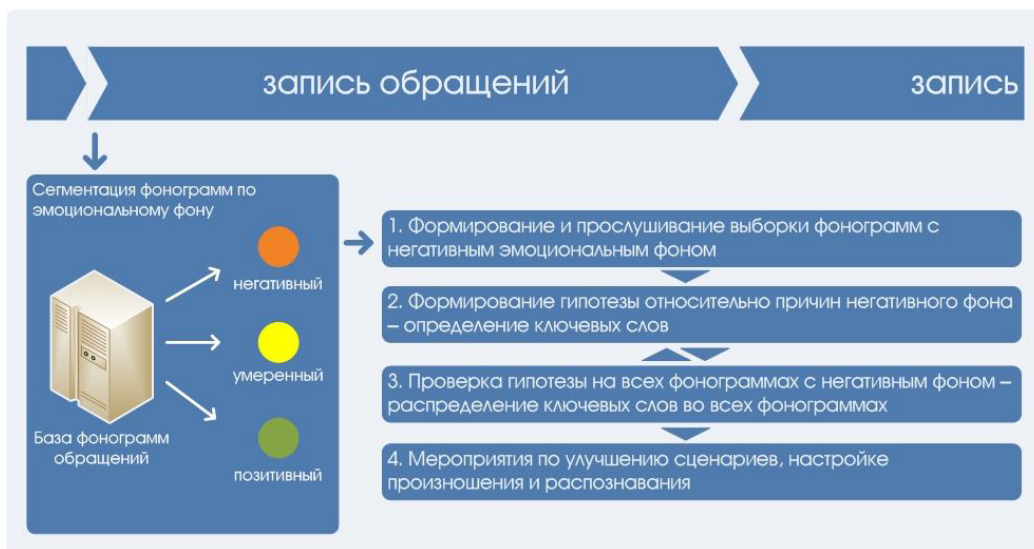 запись обращений
запись
Сегментация фонограмм по
эмоциональному фону
негативный
умеренный
позитивный
База фонограмм
обращений
1. Формирование и прослушивание выборки фонограмм с
негативным эмоциональным фоном
2. Формирование гипотезы относительно причин негативного фона
– определение ключевых слов
3. Проверка гипотезы на всех фонограммах с негативным фоном –
распределение ключевых слов во всех фонограммах
4. Мероприятия по улучшению сценариев, настройке
произношения и распознавания